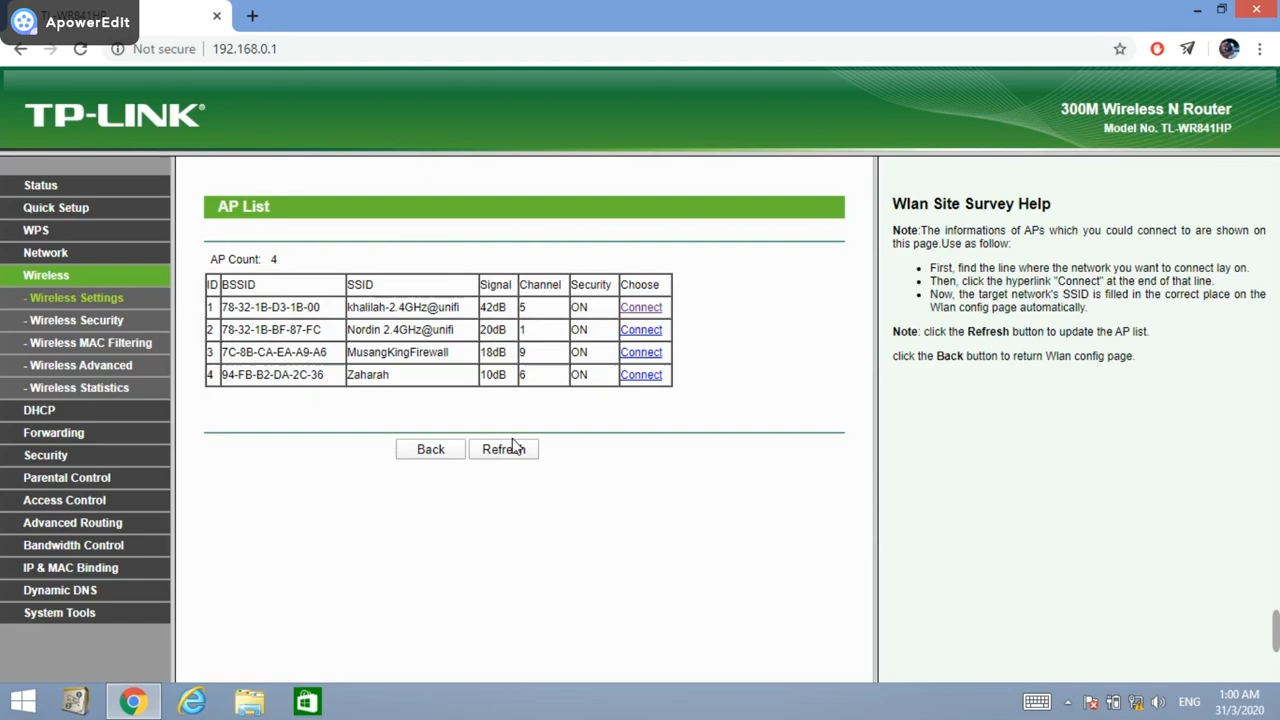 TL-WR841HP
ApowerEdit
Not secure
192.168.0.1
TP-LINK
300M Wireless N Router
Model No. TL-WR841HP
Status
Quick Setup
WPS
Network
Wireless
- Wireless Settings
- Wireless Security
- Wireless MAC Filtering
- Wireless Advanced
- Wireless Statistics
DHCP
Forwarding
Security
Parental Control
Access Control
Advanced Routing
Bandwidth Control
IP & MAC Binding
Dynamic DNS
System Tools
AP List
AP Count: 4
ID BSSID SSID Signal Channel Security Choose
1 78-32-1B-D3-1B-00 khalilah-2.4GHz@unifi 42dB 5 ON Connect
2 78-32-1B-BF-87-FC Nordin 2.4GHz@unifi 20dB 1 ON Connect
3 7C-8B-CA-EA-A9-A6 MusangKingFirewall 18dB 9 ON Connect
4 94-FB-B2-DA-2C-36 Zaharah 10dB 6 ON Connect
Back Refresh
Wlan Site Survey Help
Note:The informations of APs which you could connect to are shown on
this page.Use as follow:
First, find the line where the network you want to connect lay on.
Then, click the hyperlink "Connect" at the end of that line.
Now, the target network's SSID is filled in the correct place on the
Wlan config page automatically.
Note: click the Refresh button to update the AP list.
click the Back button to return Wlan config page.
ENG
1:00 AM
31/3/2020